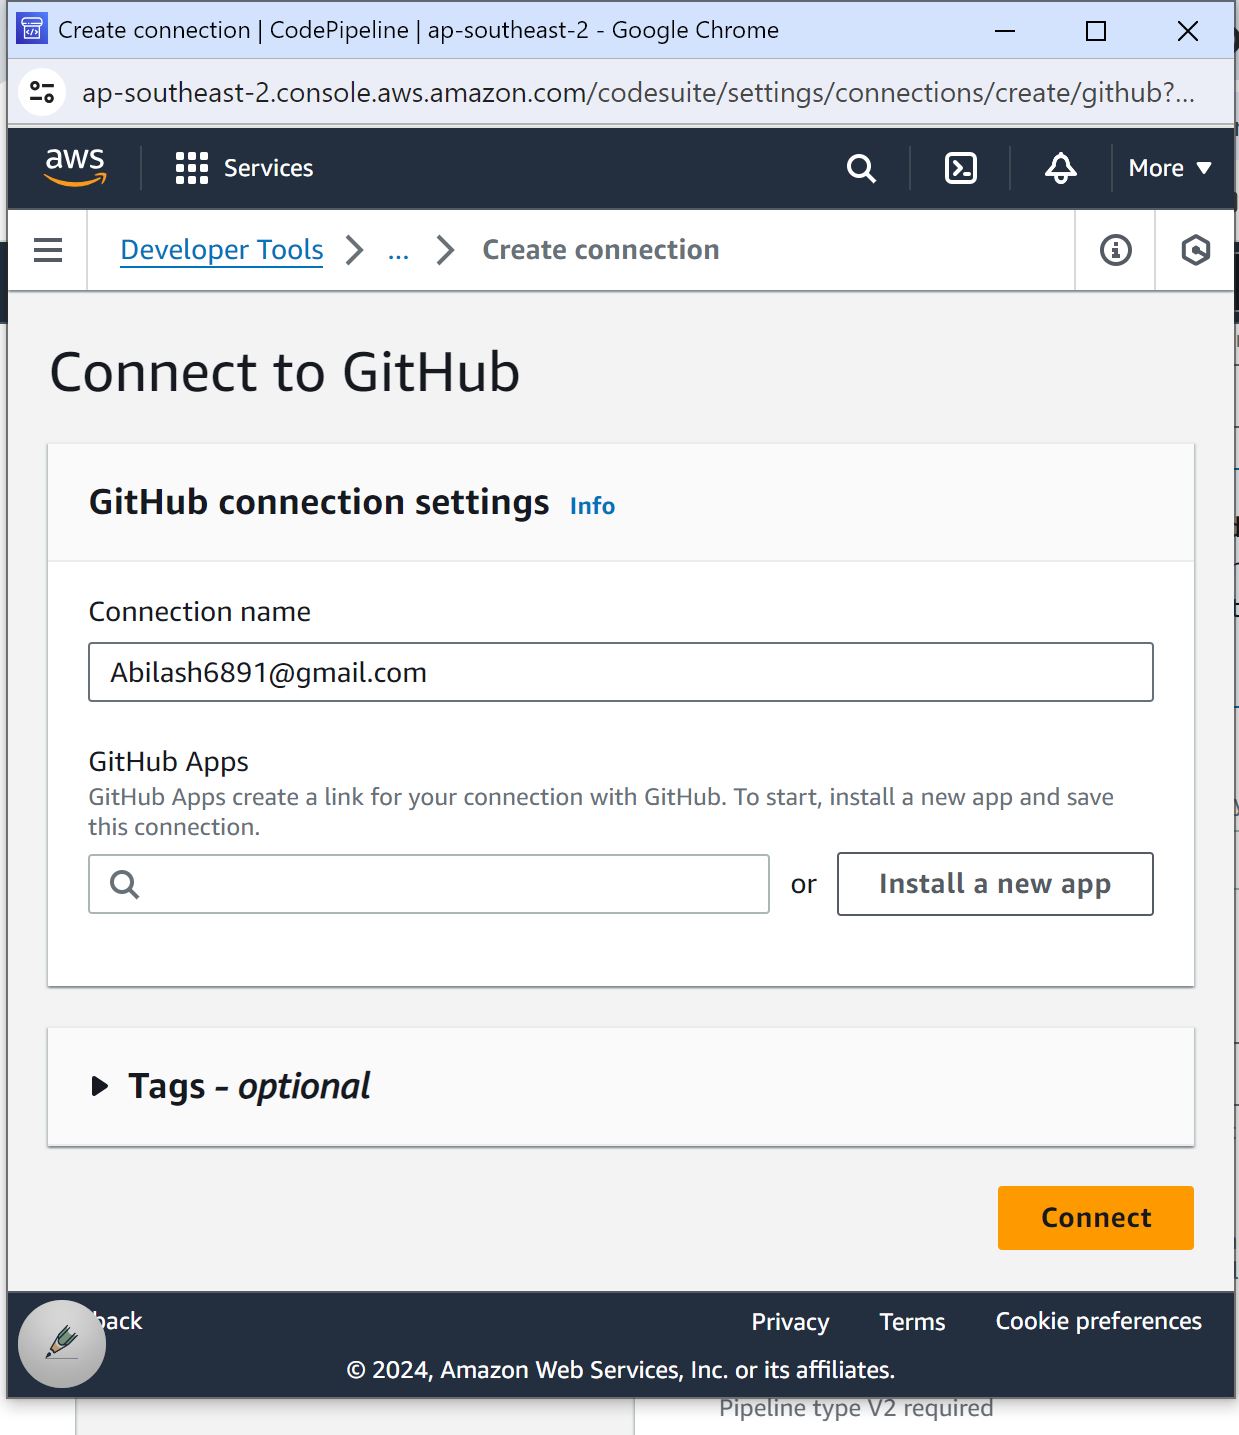 Create connection | CodePipeline | ap-southeast-2 - Google Chrome
ap-southeast-2.console.aws.amazon.com/codesuite/settings/connections/create/github?...
aws Services More
Developer Tools ... Create connection
Connect to GitHub
GitHub connection settings Info
Connection name
Abilash6891@gmail.com
GitHub Apps
GitHub Apps create a link for your connection with GitHub. To start, install a new app and save
this connection.
or Install a new app
Tags - optional
Connect
back Privacy Terms Cookie preferences
© 2024, Amazon Web Services, Inc. or its affiliates.
Pipeline type V2 required